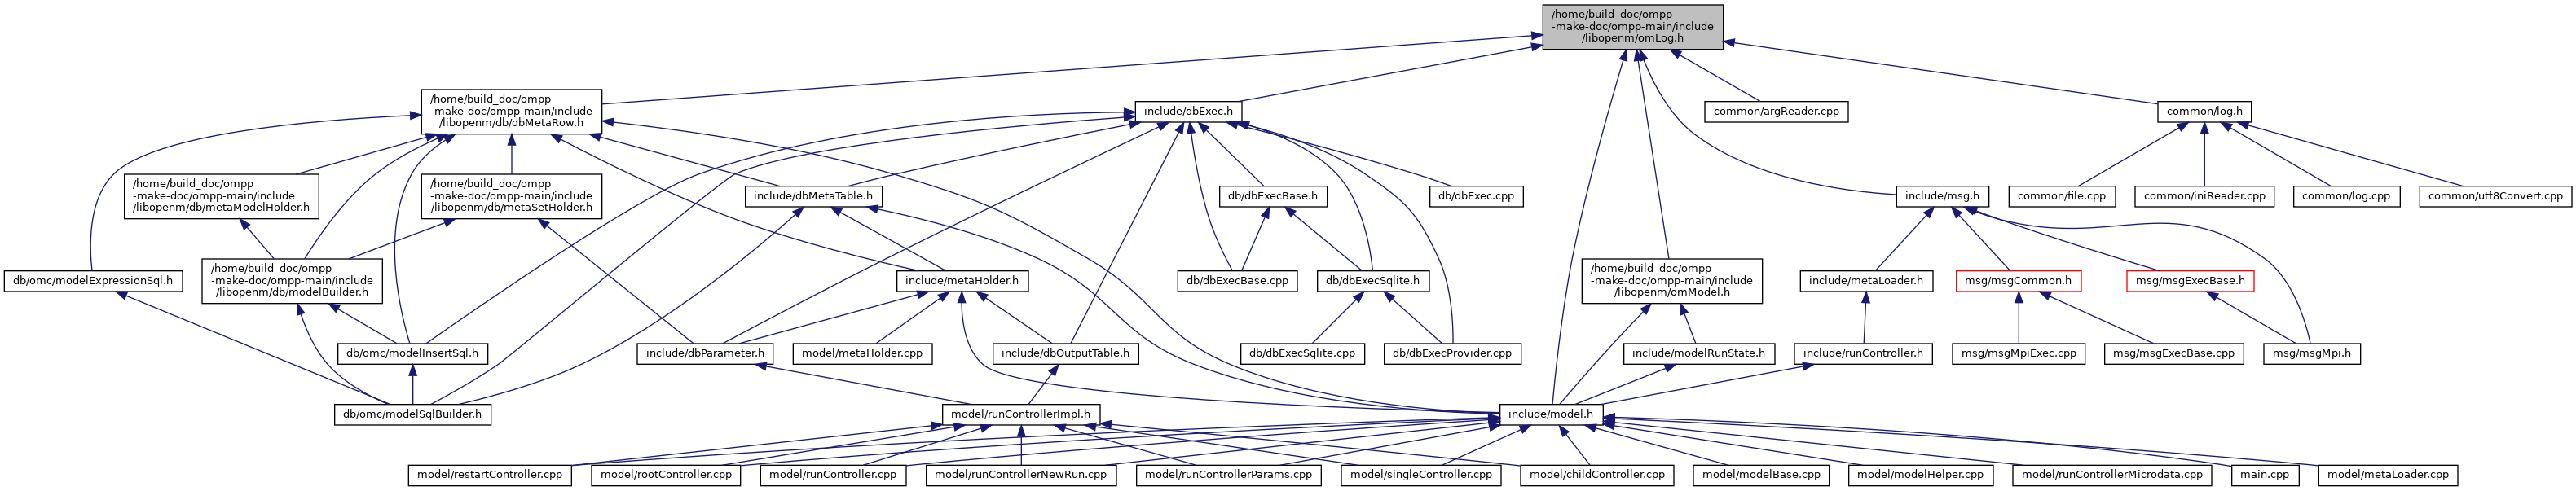 /home/build_doc/ompp
-make-doc/ompp-main/include
/libopenm/omLog.h
/home/build_doc/ompp
-make-doc/ompp-main/include
/libopenm/db/dbMetaRow.h
include/dbExec.h
common/argReader.cpp
common/log.h
/home/build_doc/ompp
-make-doc/ompp-main/include
/libopenm/db/metaModelHolder.h
/home/build_doc/ompp
-make-doc/ompp-main/include
/libopenm/db/metaSetHolder.h
include/dbMetaTable.h
db/dbExecBase.h
db/dbExec.cpp
include/msg.h
common/file.cpp
common/iniReader.cpp
common/log.cpp
common/utf8Convert.cpp
db/omc/modelExpressionSql.h
/home/build_doc/ompp
-make-doc/ompp-main/include
/libopenm/db/modelBuilder.h
include/metaHolder.h
db/dbExecBase.cpp
db/dbExecSqlite.h
/home/build_doc/ompp
-make-doc/ompp-main/include
/libopenm/omModel.h
include/metaLoader.h
msg/msgCommon.h
msg/msgExecBase.h
db/omc/modelInsertSql.h
include/dbParameter.h
model/metaHolder.cpp
include/dbOutputTable.h
db/dbExecSqlite.cpp
db/dbExecProvider.cpp
include/modelRunState.h
include/runController.h
msg/msgMpiExec.cpp
msg/msgExecBase.cpp
msg/msgMpi.h
db/omc/modelSqlBuilder.h
model/runControllerImpl.h
include/model.h
model/restartController.cpp
model/rootController.cpp
model/runController.cpp
model/runControllerNewRun.cpp
model/runControllerParams.cpp
model/singleController.cpp
model/childController.cpp
model/modelBase.cpp
model/modelHelper.cpp
model/runControllerMicrodata.cpp
main.cpp
model/metaLoader.cpp